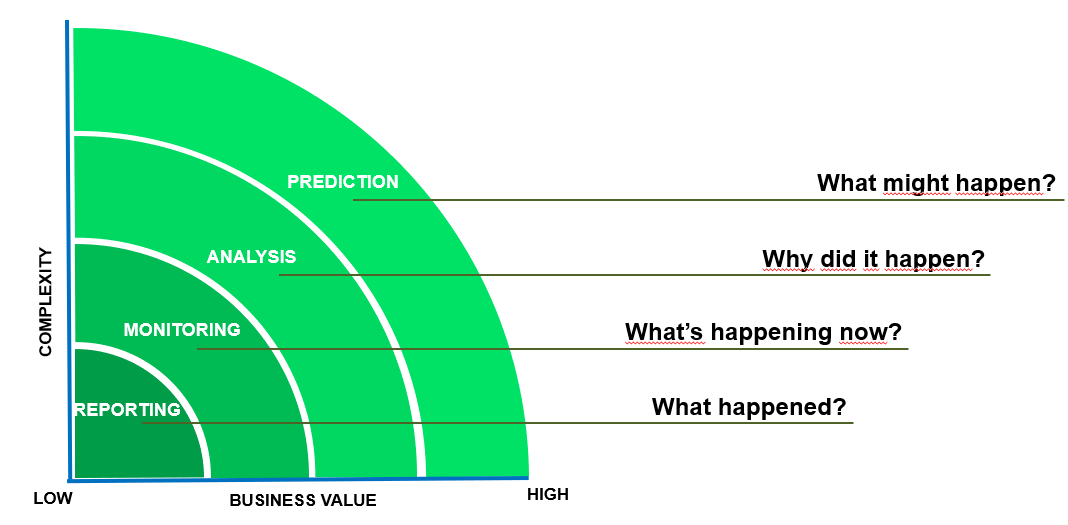 PREDICTION
What might happen?
ANALYSIS
Why did it happen?
MONITORING
What’s happening now?
REPORTING
What happened?
COMPLEXITY
LOW
BUSINESS VALUE
HIGH